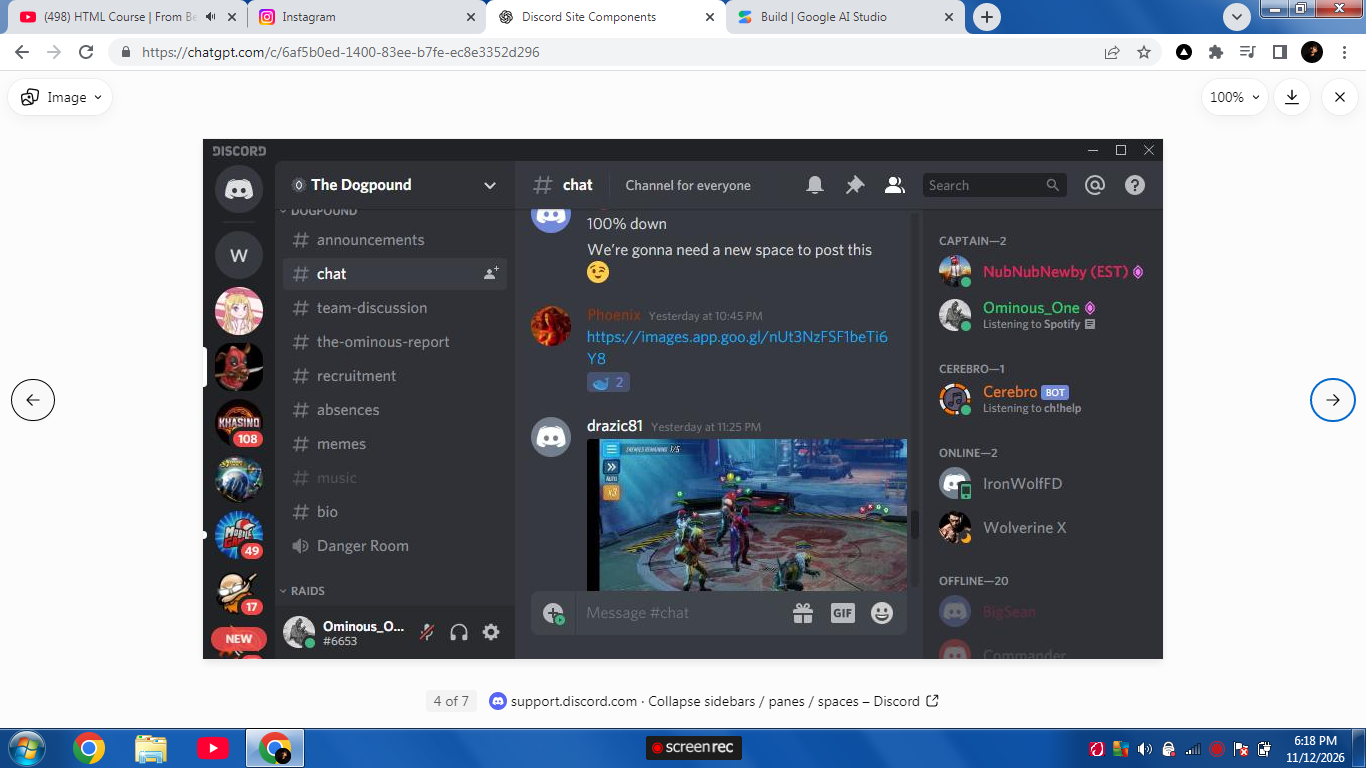 (498) HTML Course | From Be
Instagram
Discord Site Components
Build | Google AI Studio
https://chatgpt.com/c/6af5b0ed-1400-83ee-b7fe-ec8e3352d296
Image
100%
DISCORD
The Dogpound
# chat
Channel for everyone
Search
DOGPOUND
# announcements
# chat
# team-discussion
# the-ominous-report
# recruitment
# absences
# memes
# music
# bio
Danger Room
RAIDS
W
KHASINO
108
49
17
NEW
Ominous_O...
#6653
100% down
We’re gonna need a new space to post this
Phoenix Yesterday at 10:45 PM
https://images.app.goo.gl/nUt3NzFSF1beTi6
Y8
2
drazic81 Yesterday at 11:25 PM
ENEMIES REMAINING 1/5
AUTO
X3
Message #chat
GIF
CAPTAIN—2
NubNubNewby (EST)
Ominous_One
Listening to Spotify
CEREBRO—1
Cerebro BOT
Listening to ch!help
ONLINE—2
IronWolfFD
Wolverine X
OFFLINE—20
BigSean
Commander
4 of 7
support.discord.com · Collapse sidebars / panes / spaces – Discord
screenrec
6:18 PM
11/12/2026